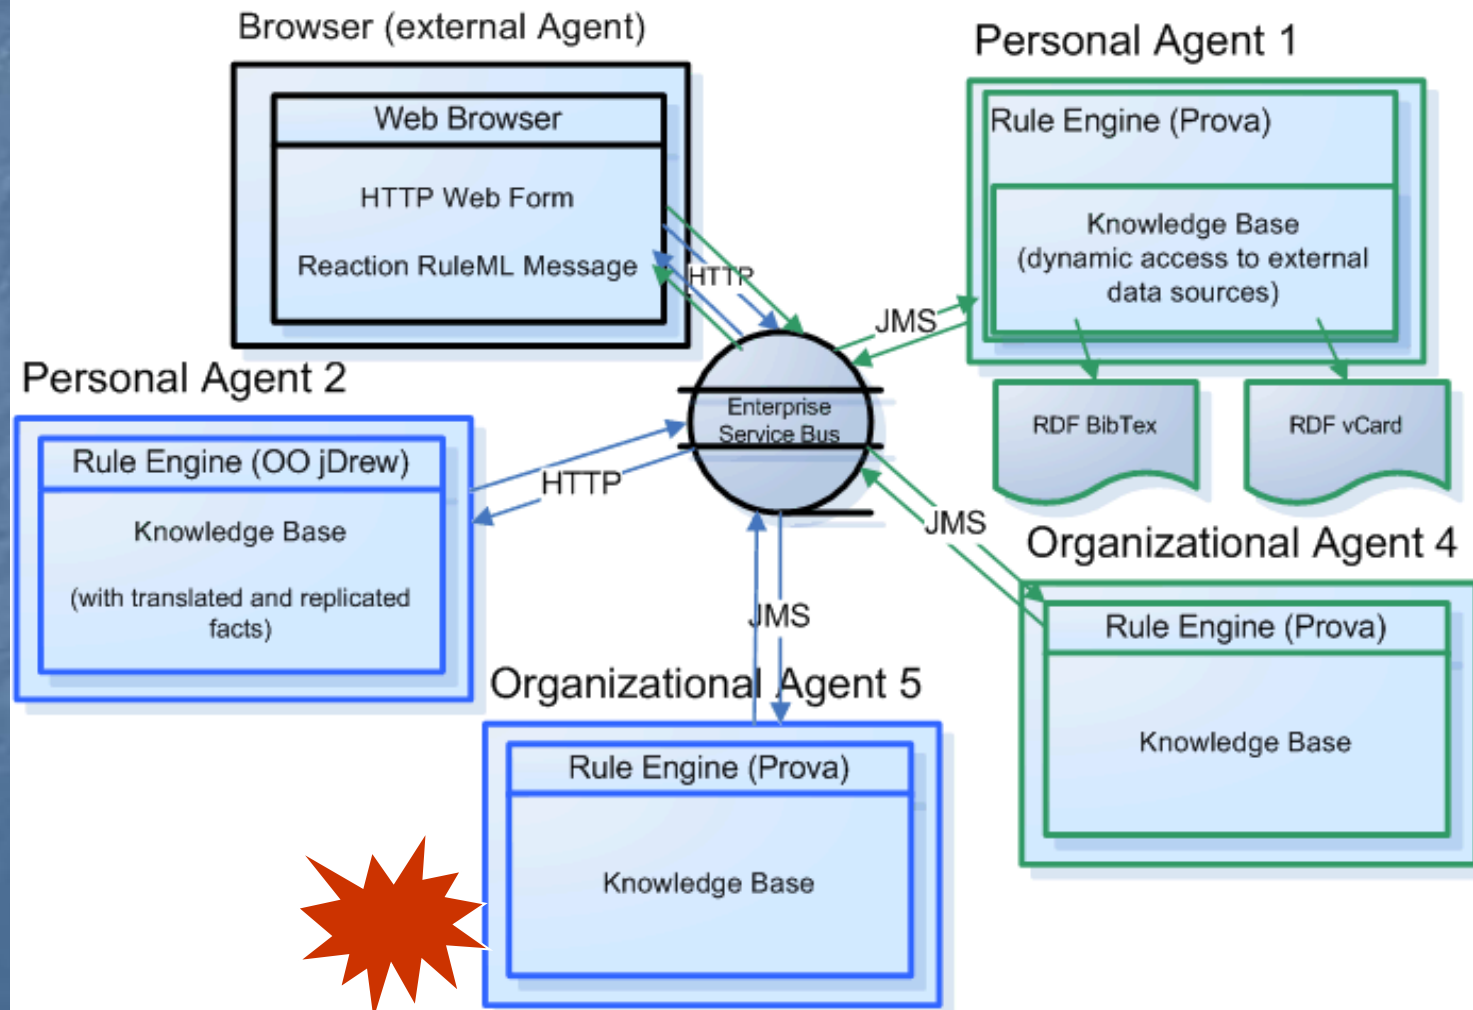 Browser (external Agent)
Web Browser
HTTP Web Form
Reaction RuleML Message
HTTP
Personal Agent 1
Rule Engine (Prova)
Knowledge Base
(dynamic access to external
data sources)
JMS
RDF BibTex
RDF vCard
Enterprise
Service Bus
Personal Agent 2
Rule Engine (OO jDrew)
Knowledge Base
(with translated and replicated
facts)
HTTP
JMS
Organizational Agent 4
Rule Engine (Prova)
Knowledge Base
JMS
Organizational Agent 5
Rule Engine (Prova)
Knowledge Base